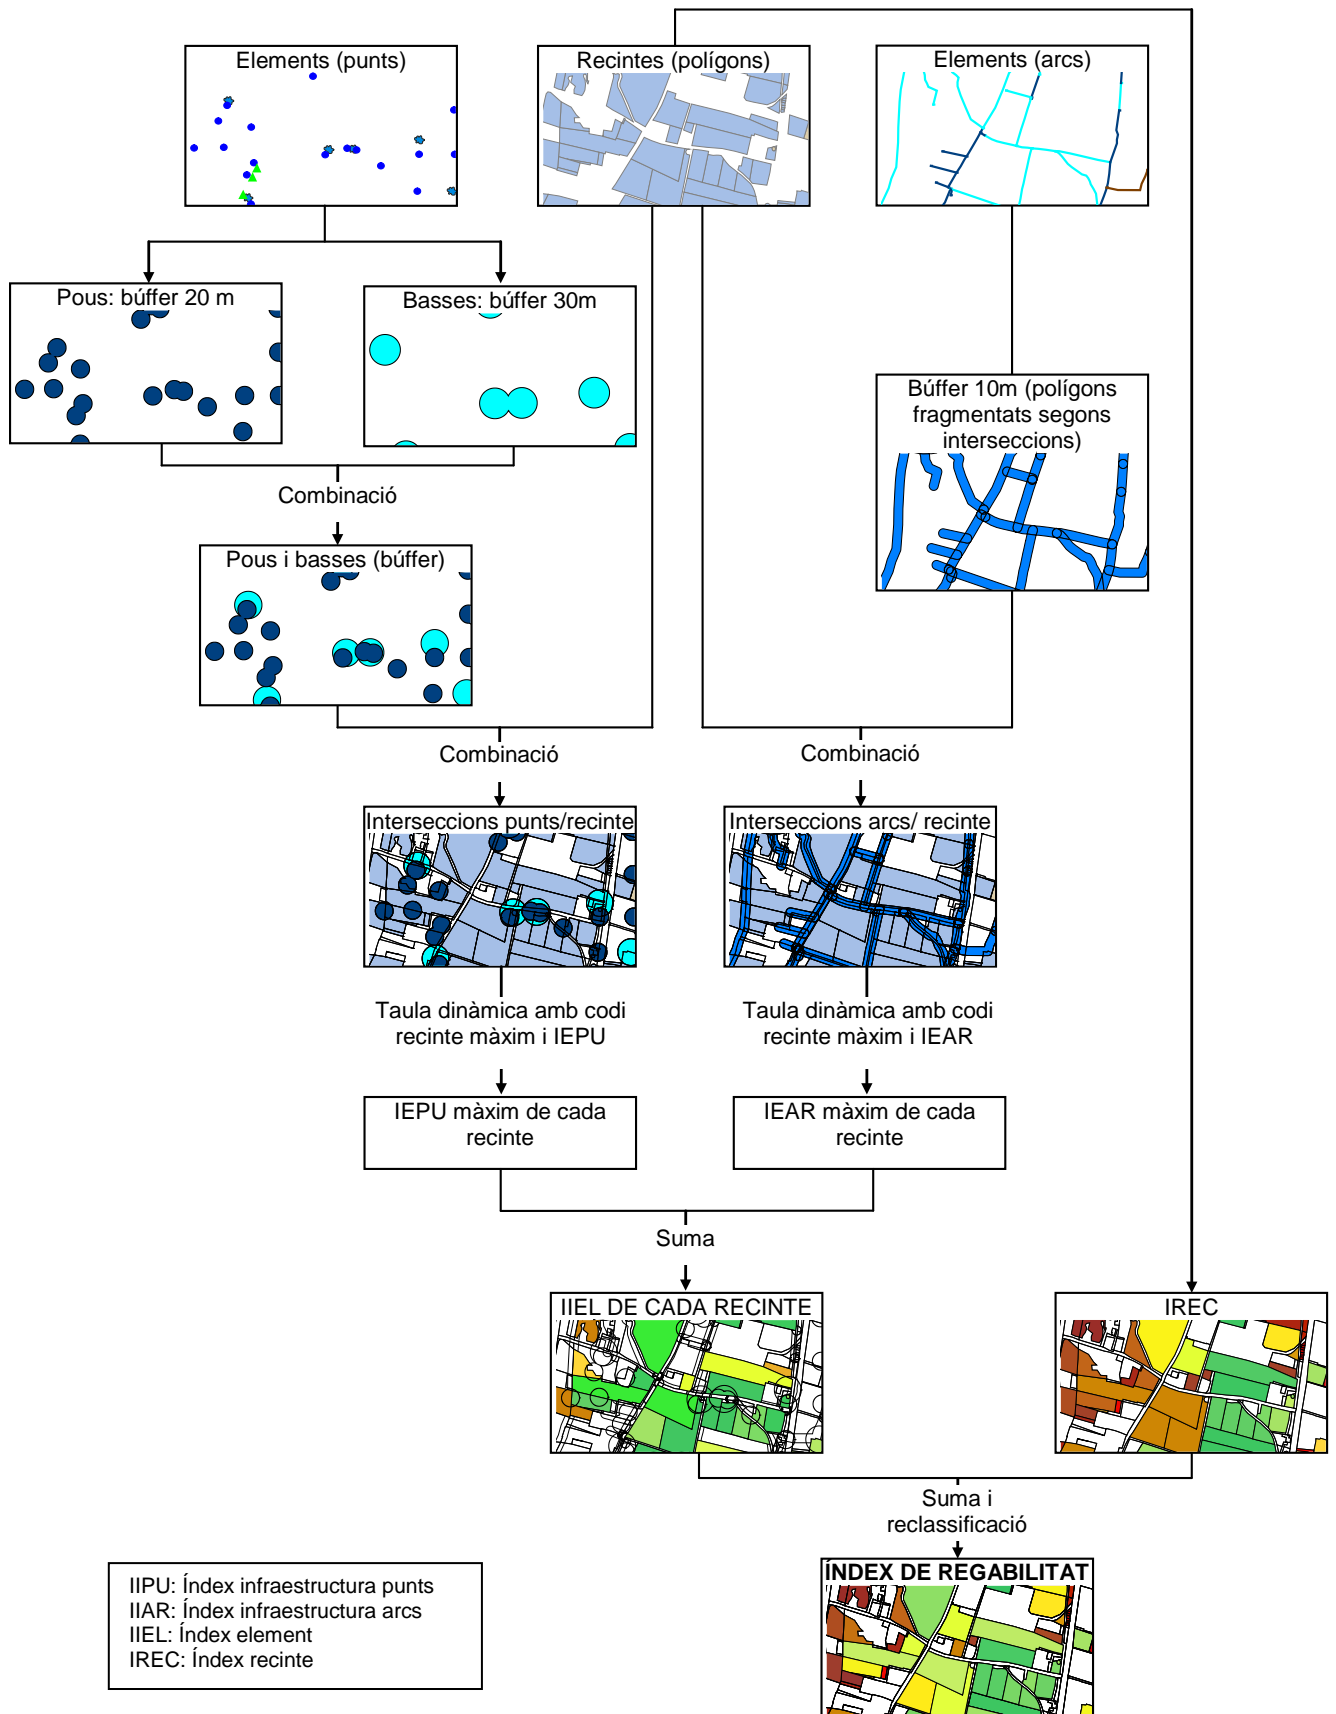 Elements (punts)
Recintes (polígons)
Elements (arcs)
Pous: búffer 20 m
Basses: búffer 30m
Búffer 10m (polígons
fragmentats segons
interseccions)
Combinació
Pous i basses (búffer)
Combinació
Combinació
Interseccions punts/recinte
Interseccions arcs/ recinte
Taula dinàmica amb codi
recinte màxim i IEPU
Taula dinàmica amb codi
recinte màxim i IEAR
IEPU màxim de cada
recinte
IEAR màxim de cada
recinte
Suma
IIEL DE CADA RECINTE
IREC
Suma i
reclassificació
ÍNDEX DE REGABILITAT
IIPU: Índex infraestructura punts
IIAR: Índex infraestructura arcs
IIEL: Índex element
IREC: Índex recinte